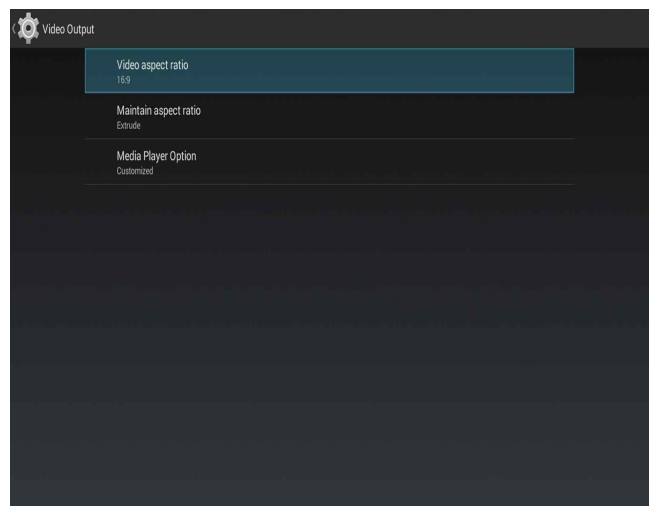 Video Output
Video aspect ratio
16:9
Maintain aspect ratio
Extrude
Media Player Option
Customized